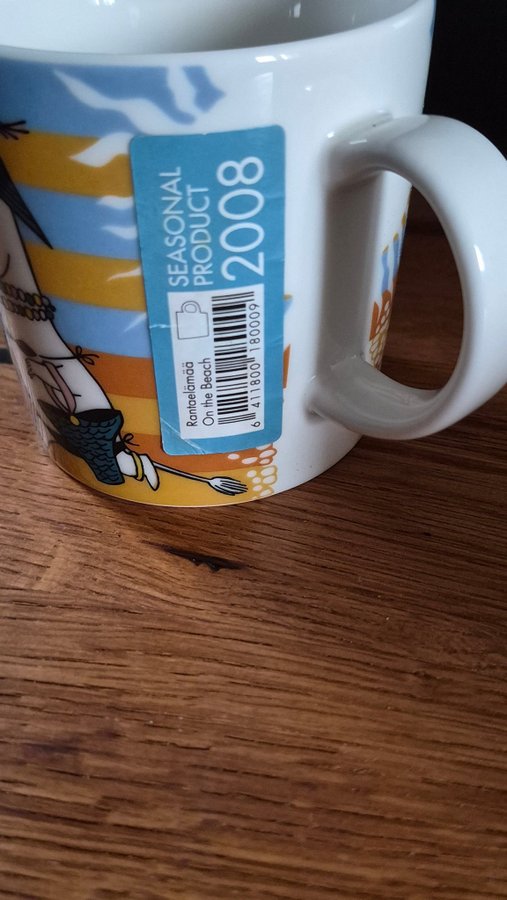 SEASONAL
PRODUCT
2008
Rantaelämää
On the Beach
6 411800 180009